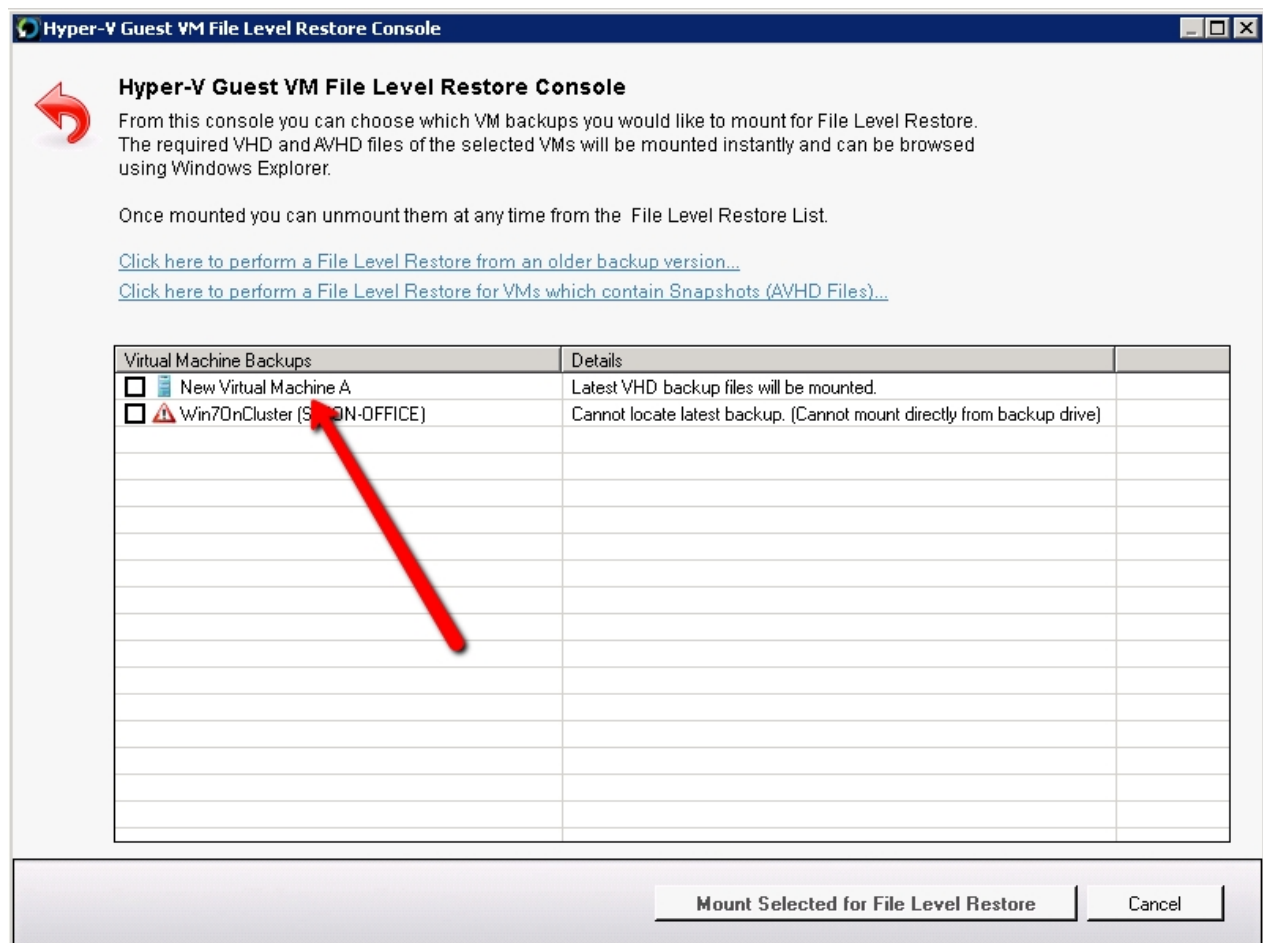 Hyper-V Guest VM File Level Restore Console
Hyper-V Guest VM File Level Restore Console
From this console you can choose which VM backups you would like to mount for File Level Restore.
The required VHD and AVHD files of the selected VMs will be mounted instantly and can be browsed
using Windows Explorer.
Once mounted you can unmount them at any time from the File Level Restore List.
Click here to perform a File Level Restore from an older backup version...
Click here to perform a File Level Restore for VMs which contain Snapshots (AVHD Files)...
Virtual Machine Backups Details
New Virtual Machine A Latest VHD backup files will be mounted.
Win7OnCluster Cannot locate latest backup. (Cannot mount directly from backup drive)
Mount Selected for File Level Restore Cancel